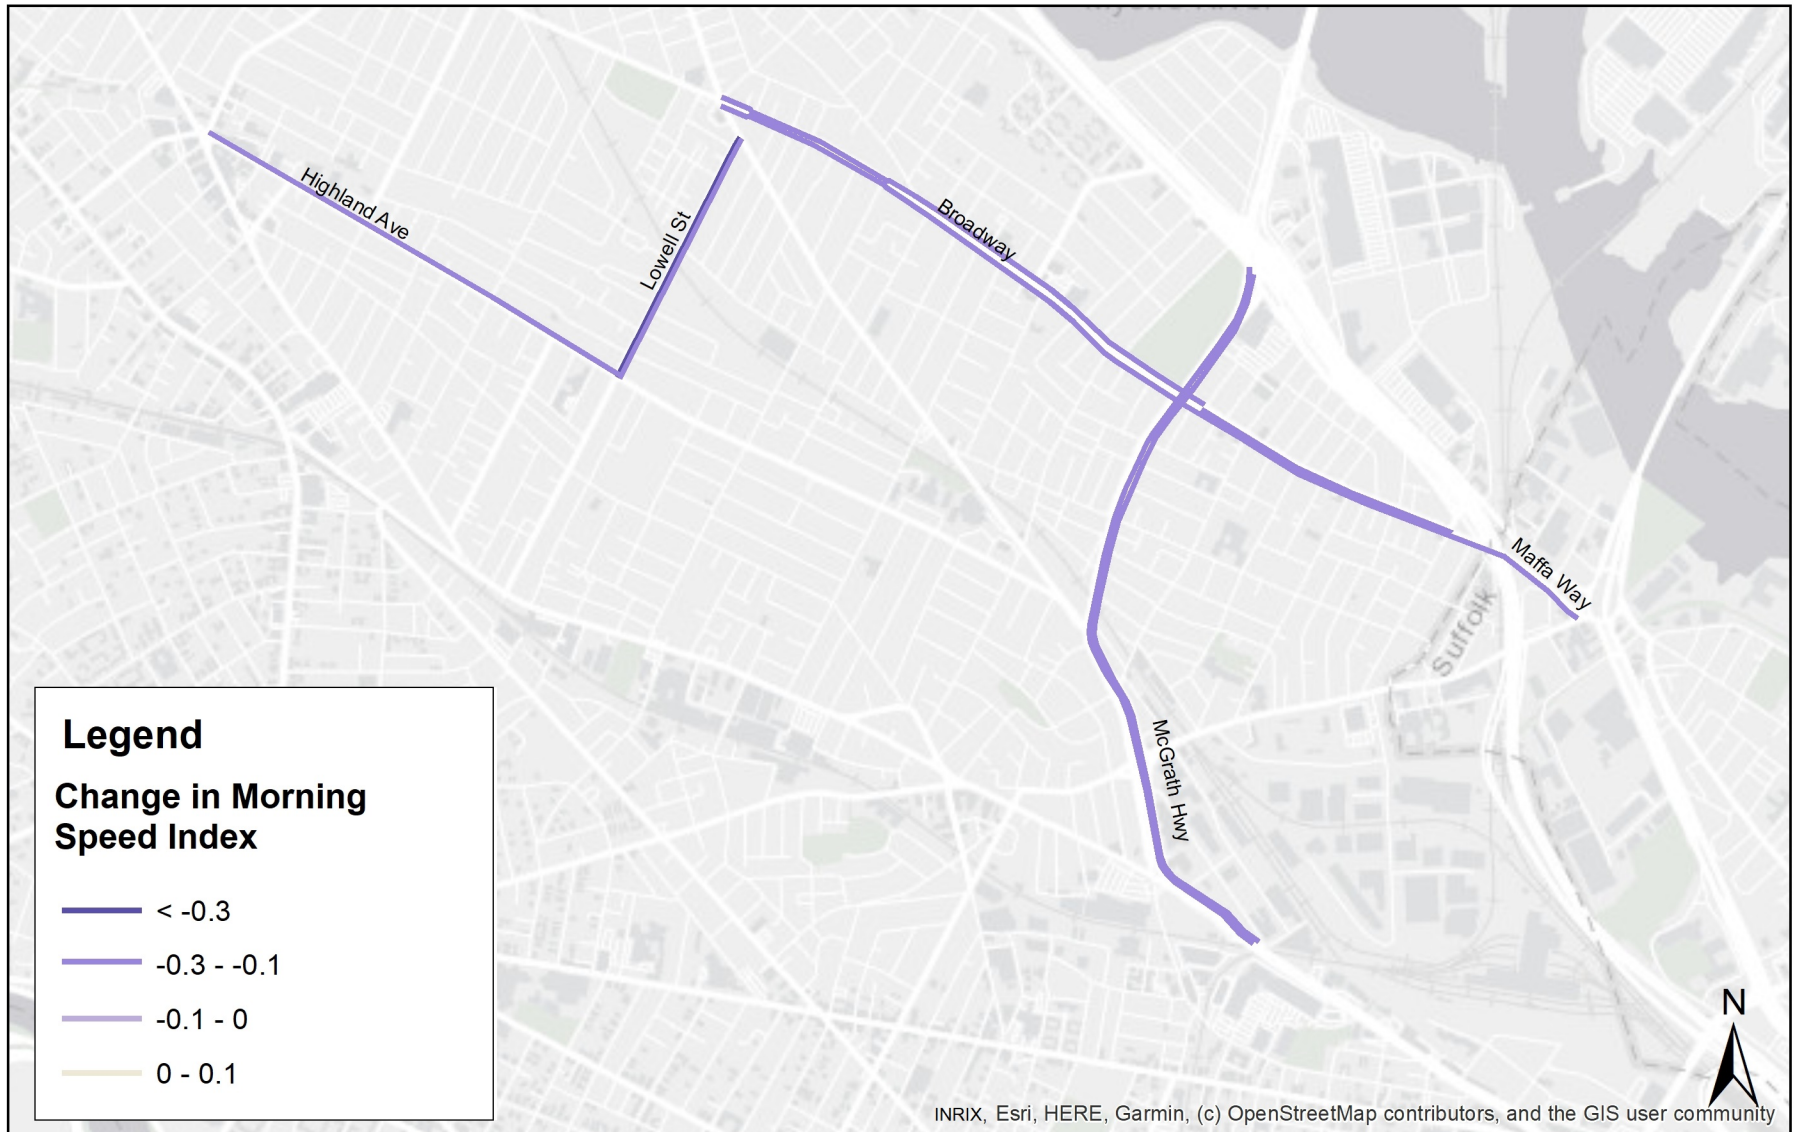 Highland Ave
Lowell St
Broadway
Maffa Way
Suffolk
McGrath Hwy
Legend
Change in Morning
Speed Index
< -0.3
-0.3 - -0.1
-0.1 - 0
0 - 0.1
N
INRIX, Esri, HERE, Garmin, (c) OpenStreetMap contributors, and the GIS user community